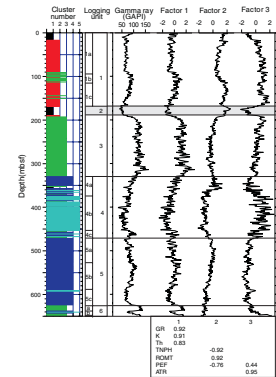 Cluster number
Logging unit
Gamma ray (GAPI)
Factor 1
Factor 2
Factor 3
1 2 3 4 5
50 100 150
-2 0 2
-2 0 2
-2 0 2
Depth(mbsf)
0
100
200
300
400
500
600
1a
1b
1c
1
2
3
4a
4b
4c
4
5a
5b
5c
5
6
1 2 3
GR 0.92
K 0.91
Th 0.83
TNPH -0.92
ROMT 0.92
PEF -0.76 0.44
ATR 0.95